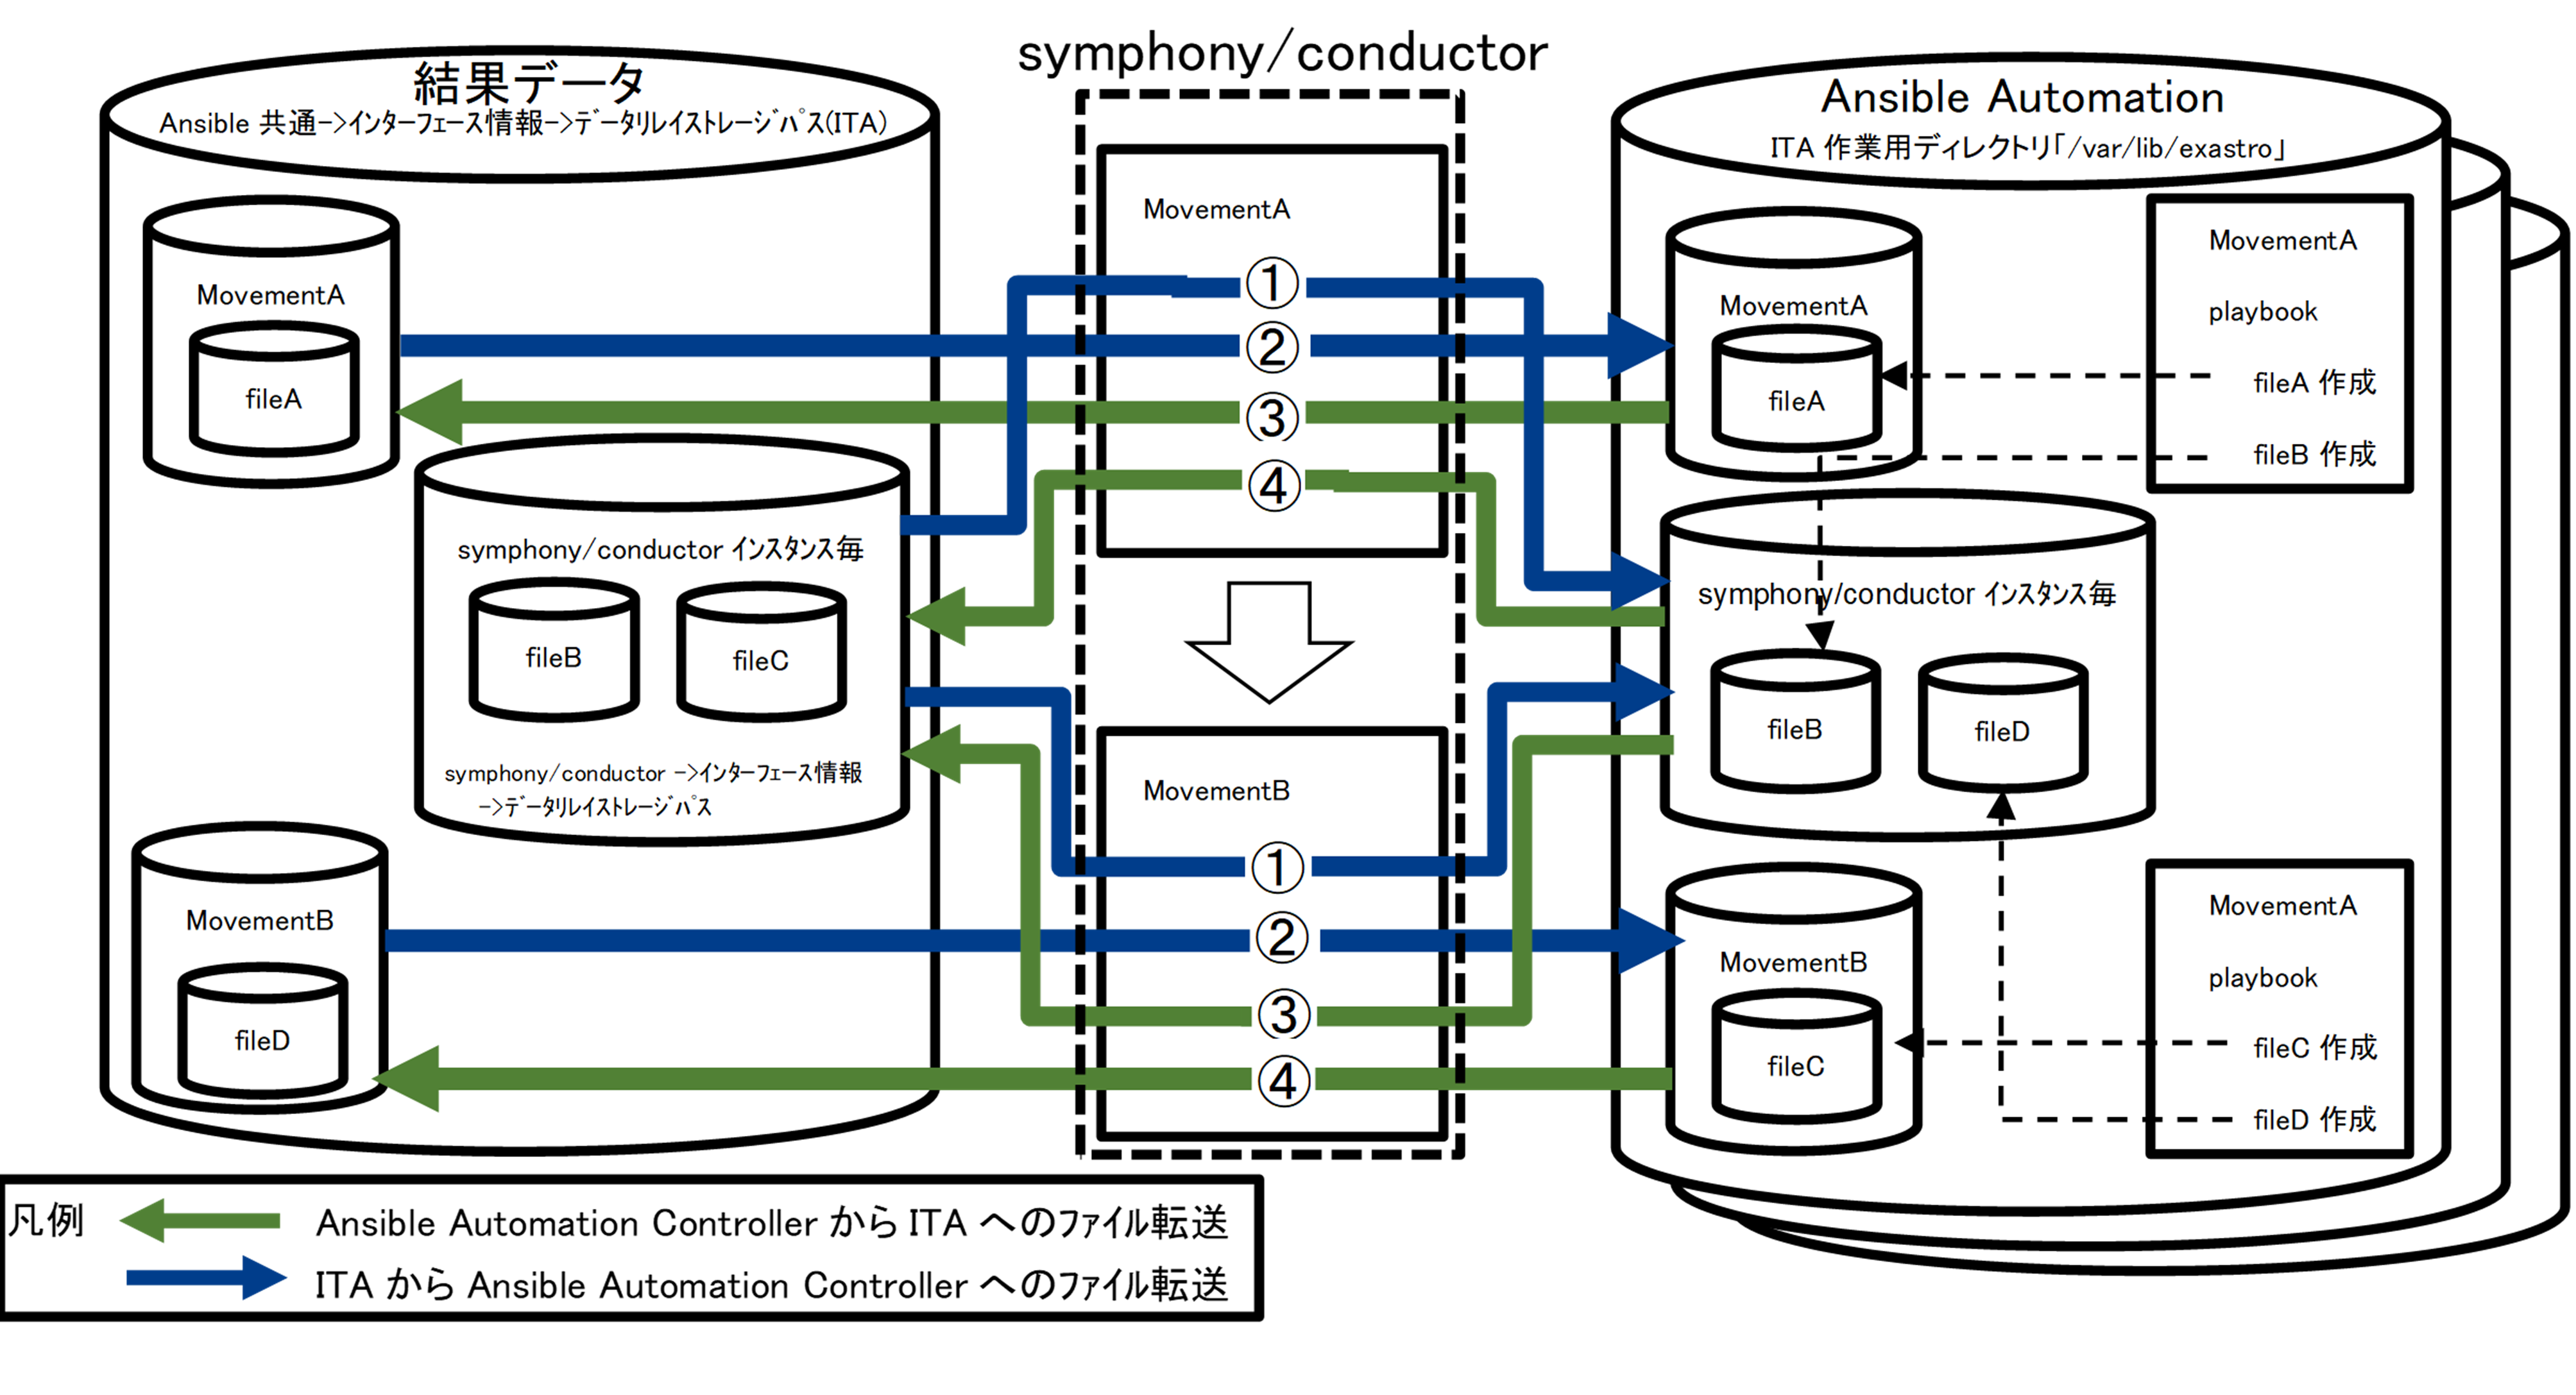 symphony/conductor
結果データ
Ansible 共通->インターフェース情報->データリレイストレージパス(ITA)
MovementA
fileA
symphony/conductor インスタンス毎
fileB
fileC
symphony/conductor ->インターフェース情報
->データリレイストレージパス
MovementB
fileD
MovementA
①
②
③
④
MovementB
①
②
③
④
Ansible Automation
ITA 作業用ディレクトリ「/var/lib/exastro」
MovementA
fileA
MovementA
playbook
fileA 作成
fileB 作成
symphony/conductor インスタンス毎
fileB
fileD
MovementB
fileC
MovementA
playbook
fileC 作成
fileD 作成
凡例
Ansible Automation Controller から ITA へのファイル転送
ITA から Ansible Automation Controller へのファイル転送